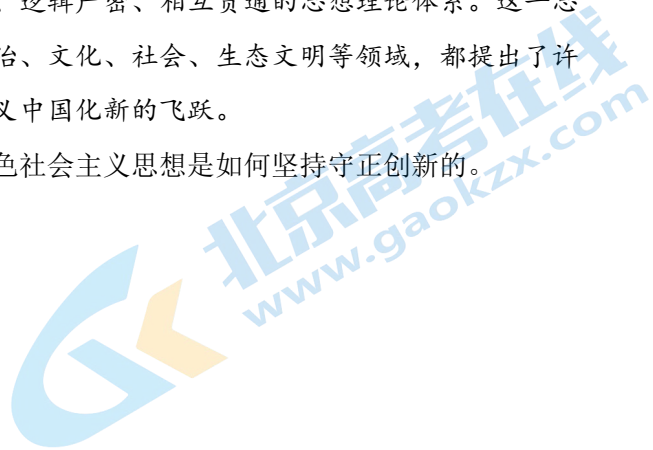 逻辑严密、相互贯通的思想理论体系。这一思
治、文化、社会、生态文明等领域，都提出了许
义中国化新的飞跃。
色社会主义思想是如何坚持守正创新的。
北京高考在线
www.gaokzx.com